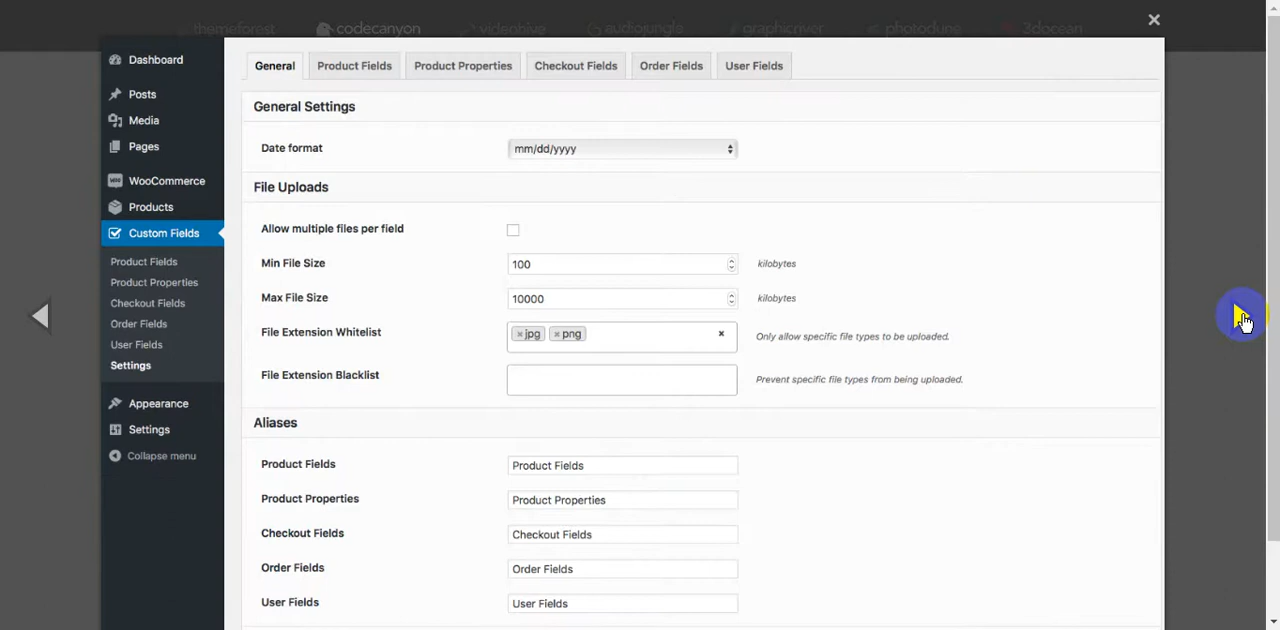 themeforest codecanyon videohive audiojungle graphicriver photodune 3docean
Dashboard
Posts
Media
Pages
WooCommerce
Products
Custom Fields
Product Fields
Product Properties
Checkout Fields
Order Fields
User Fields
Settings
Appearance
Settings
Collapse menu
General Product Fields Product Properties Checkout Fields Order Fields User Fields
General Settings
Date format mm/dd/yyyy
File Uploads
Allow multiple files per field
Min File Size 100 kilobytes
Max File Size 10000 kilobytes
File Extension Whitelist ×jpg ×png × Only allow specific file types to be uploaded.
File Extension Blacklist Prevent specific file types from being uploaded.
Aliases
Product Fields Product Fields
Product Properties Product Properties
Checkout Fields Checkout Fields
Order Fields Order Fields
User Fields User Fields